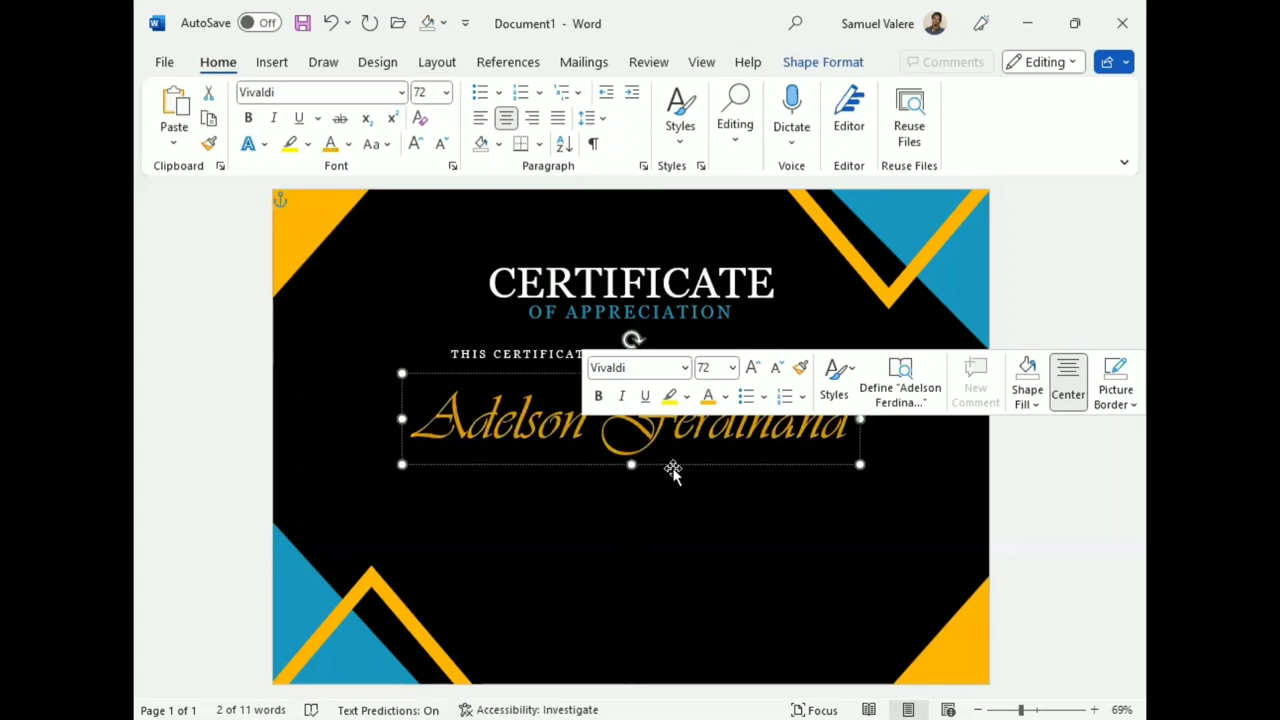 AutoSave Off Document1 - Word Samuel Valere
File Home Insert Draw Design Layout References Mailings Review View Help Shape Format Comments Editing
Vivaldi 72
Paste Styles Editing Dictate Editor Reuse Files
Clipboard Font Paragraph Styles Voice Editor Reuse Files
CERTIFICATE
OF APPRECIATION
THIS CERTIFICAT
Vivaldi 72
Styles Define "Adelson Ferdina..." New Comment Shape Fill Center Picture Border
Adelson Ferdinand
Page 1 of 1 2 of 11 words Text Predictions: On Accessibility: Investigate Focus 69%